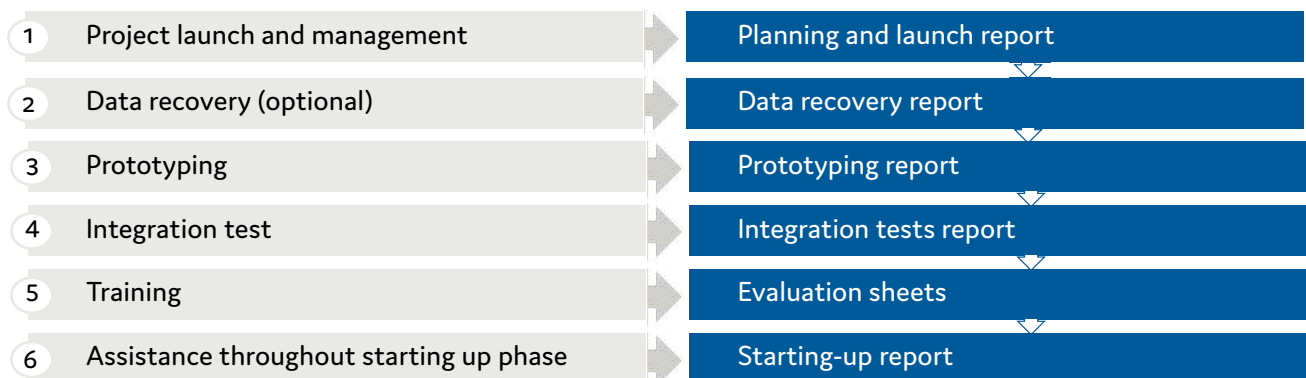 1 Project launch and management Planning and launch report
2 Data recovery (optional) Data recovery report
3 Prototyping Prototyping report
4 Integration test Integration tests report
5 Training Evaluation sheets
6 Assistance throughout starting up phase Starting-up report